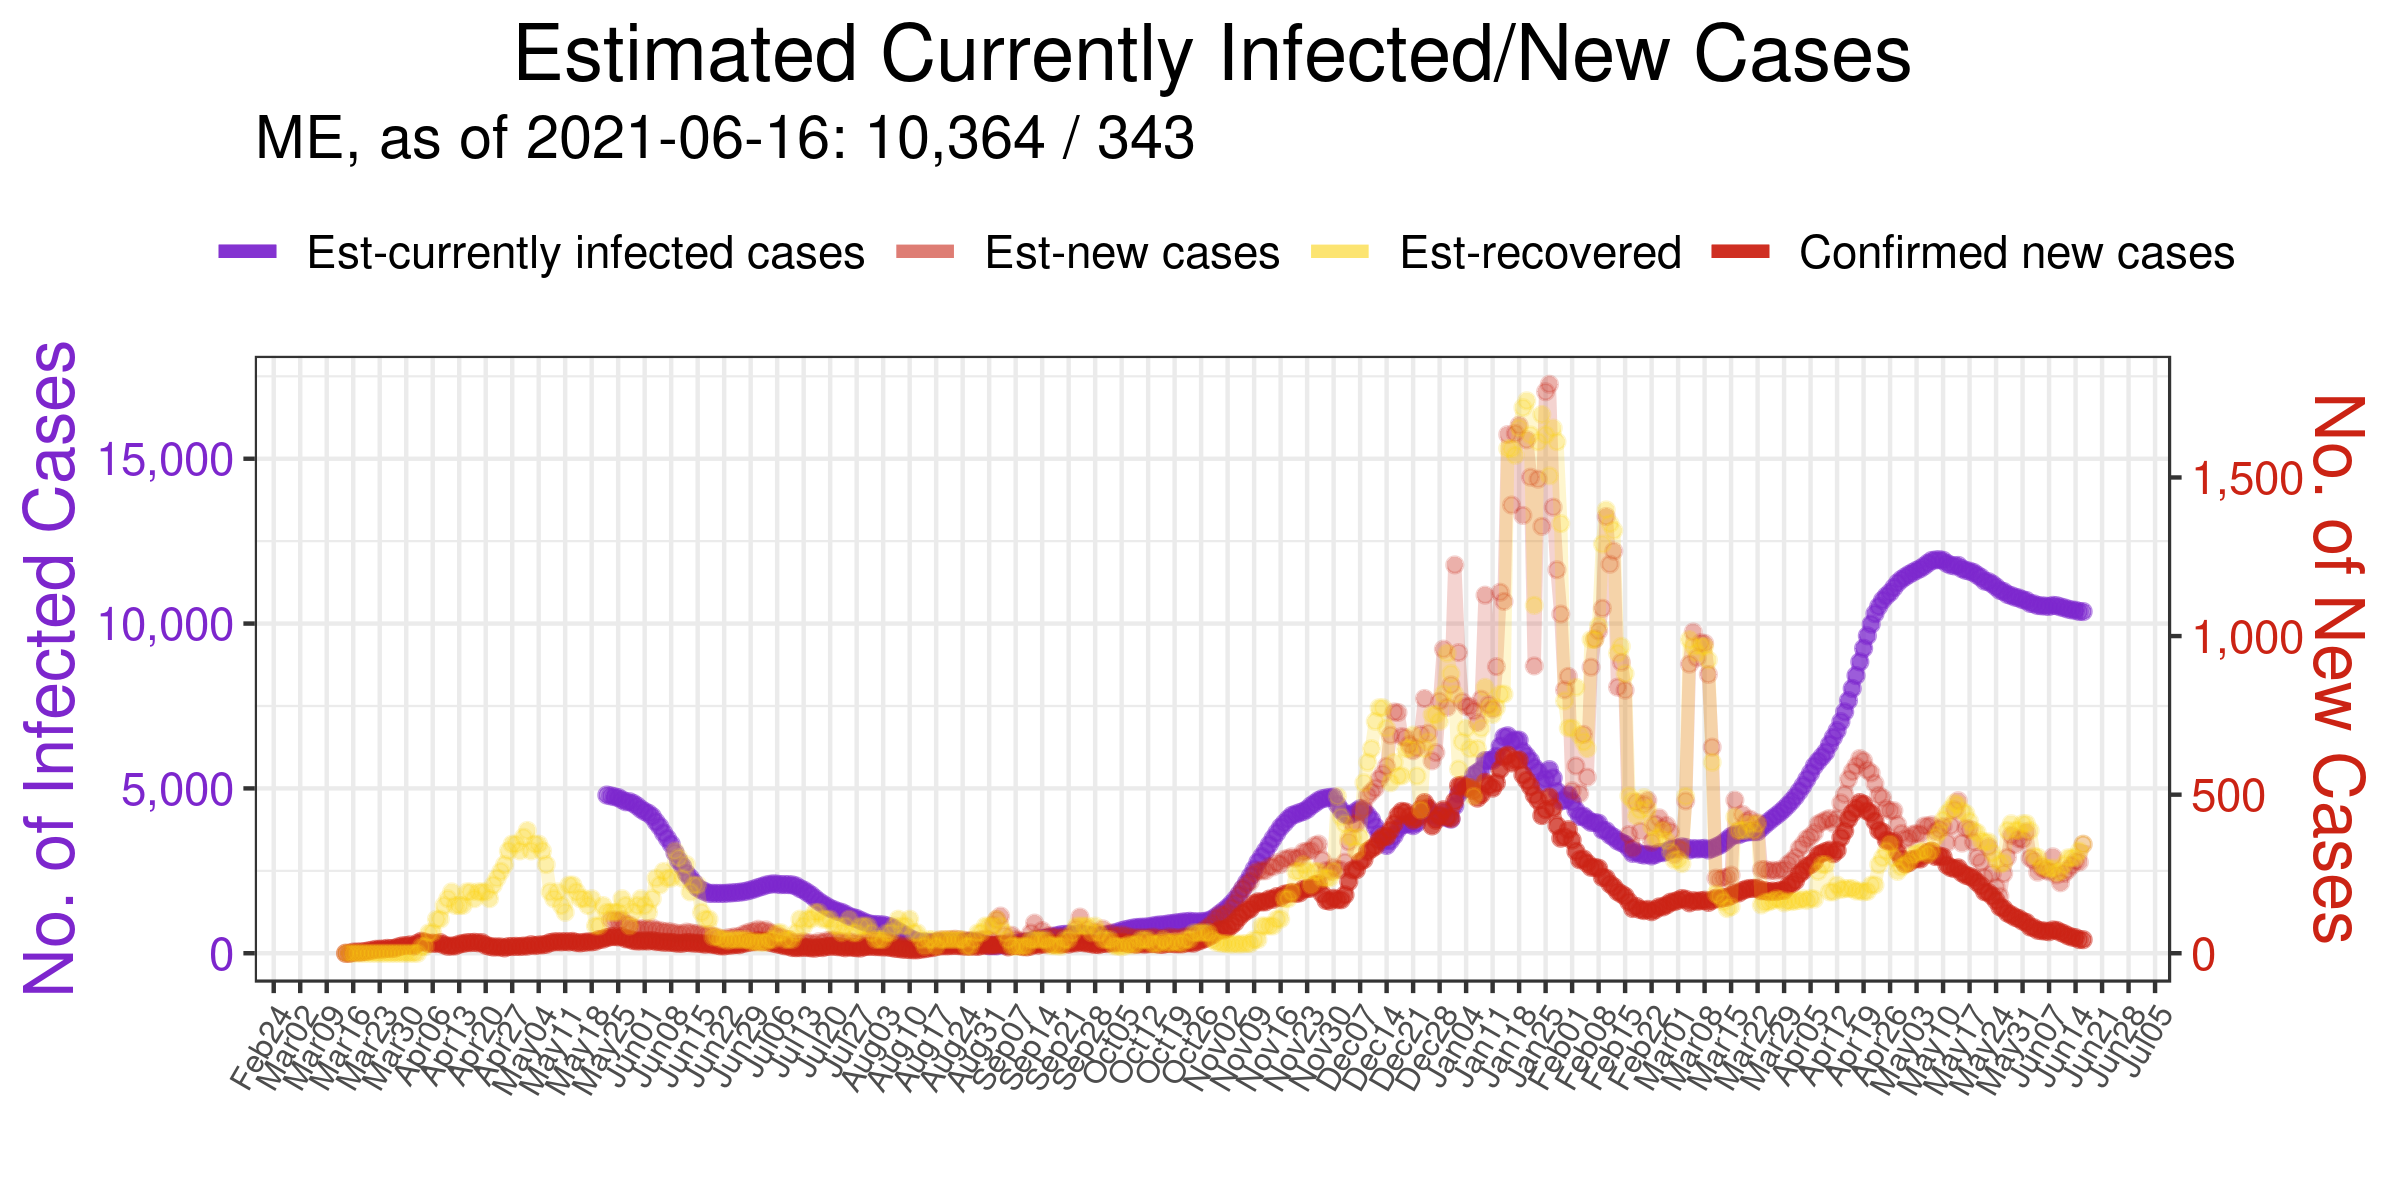 Estimated Currently Infected/New Cases
ME, as of 2021-06-16: 10,364 / 343
Est-currently infected cases Est-new cases Est-recovered Confirmed new cases
No. of Infected Cases
15,000
10,000
5,000
0
1,500
1,000
500
0
No. of New Cases
Feb24 Mar02 Mar09 Mar16 Mar23 Mar30 Apr06 Apr13 Apr20 Apr27 May04 May11 May18 May25 Jun01 Jun08 Jun15 Jun22 Jun29 Jul06 Jul13 Jul20 Jul27 Aug03 Aug10 Aug17 Aug24 Aug31 Sep07 Sep14 Sep21 Sep28 Oct05 Oct12 Oct19 Oct26 Nov02 Nov09 Nov16 Nov23 Nov30 Dec07 Dec14 Dec21 Dec28 Jan04 Jan11 Jan18 Jan25 Feb01 Feb08 Feb15 Feb22 Mar01 Mar08 Mar15 Mar22 Mar29 Apr05 Apr12 Apr19 Apr26 May03 May10 May17 May24 May31 Jun07 Jun14 Jun21 Jun28 Jul05